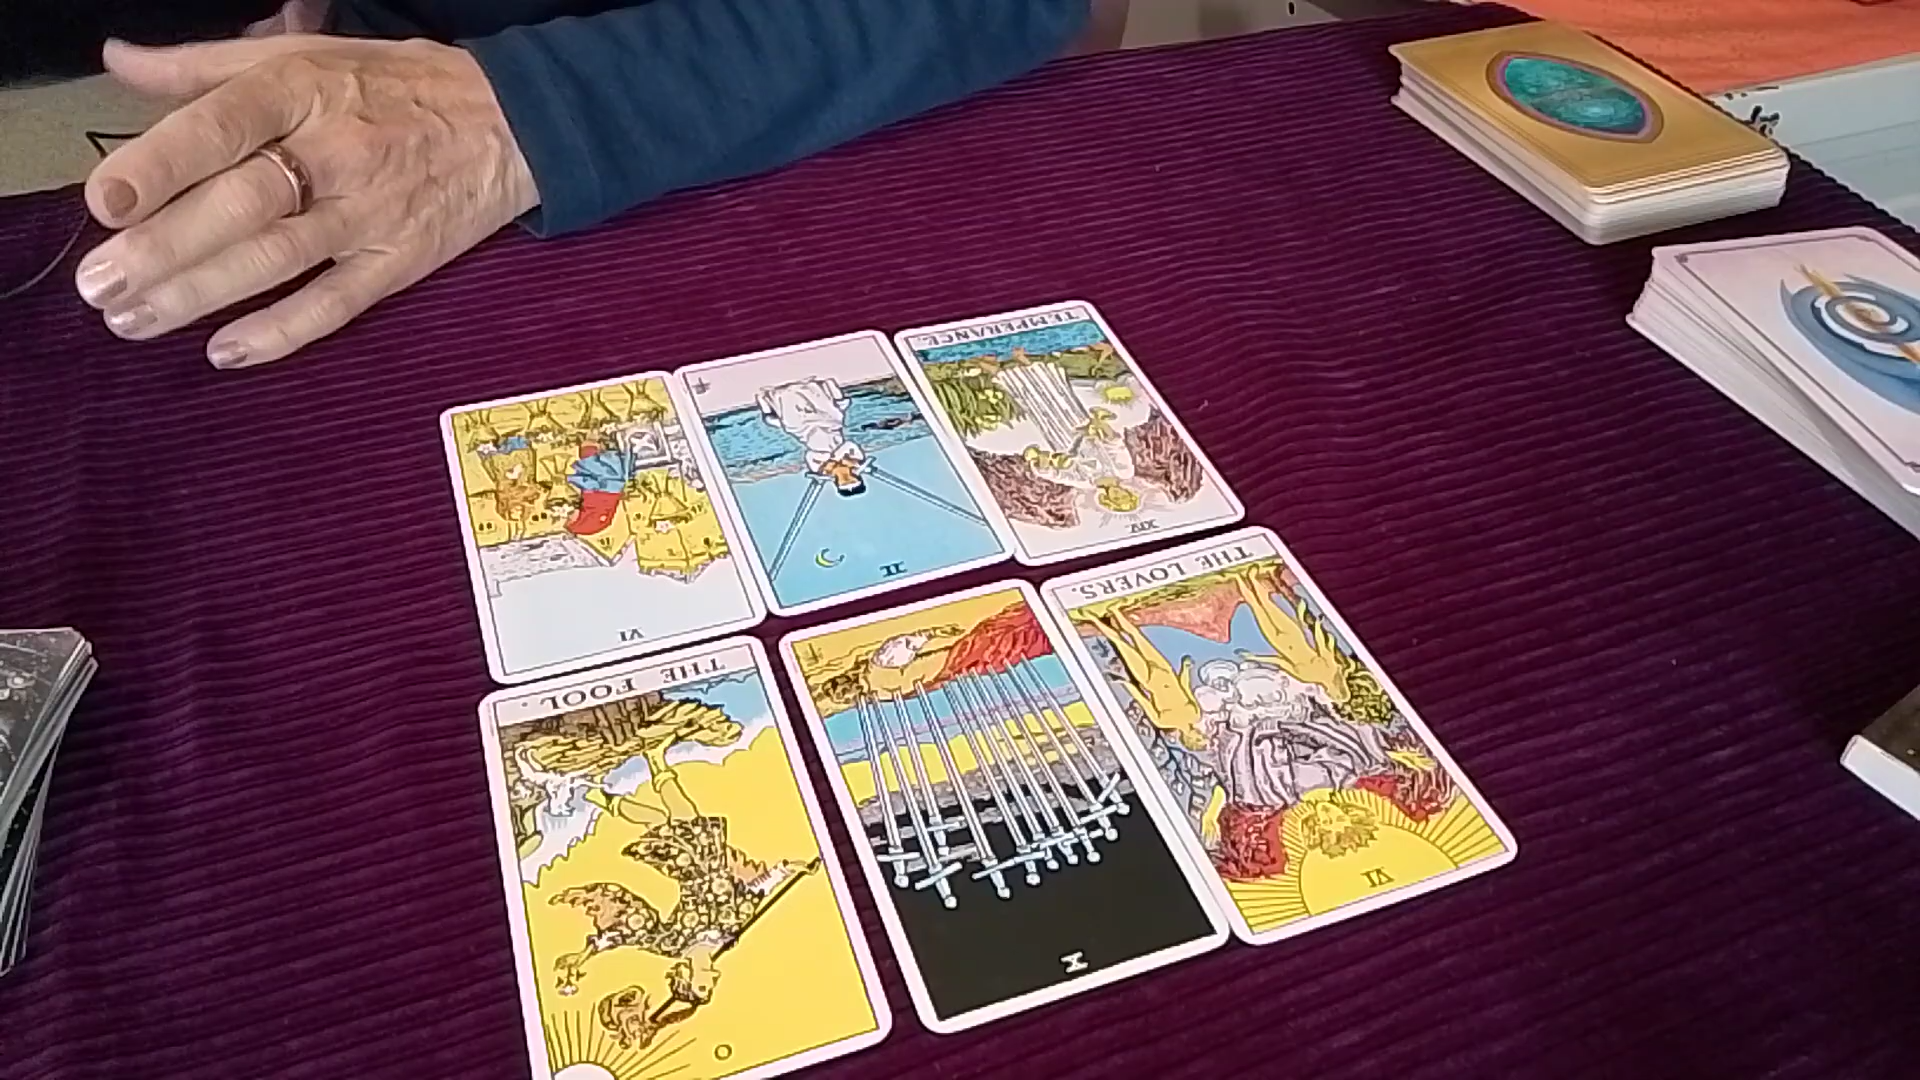 TEMPERANCE.
XIV.
II
VI
THE LOVERS.
VI
X
THE FOOL.
0